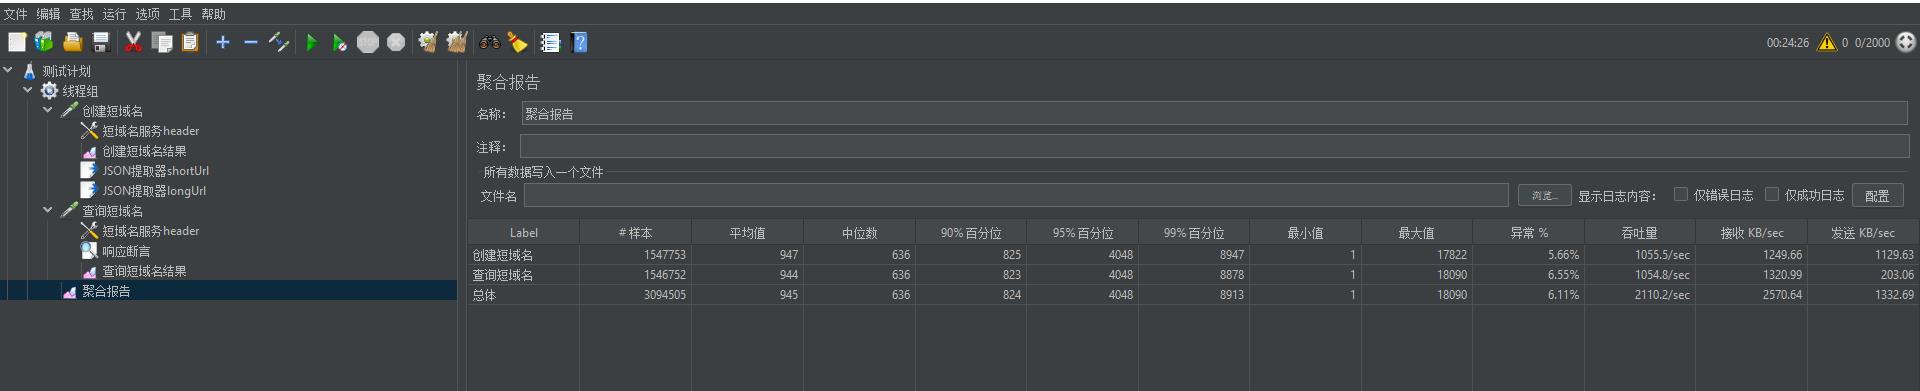 文件 编辑 查找 运行 选项 工具 帮助
00:24:26 0 0/2000
测试计划
线程组
创建短域名
短域名服务header
创建短域名结果
JSON提取器shortUrl
JSON提取器longUrl
查询短域名
短域名服务header
响应断言
查询短域名结果
聚合报告
聚合报告
名称： 聚合报告
注释：
所有数据写入一个文件
文件名 浏览... 显示日志内容： 仅错误日志 仅成功日志 配置
Label # 样本 平均值 中位数 90% 百分位 95% 百分位 99% 百分位 最小值 最大值 异常 % 吞吐量 接收 KB/sec 发送 KB/sec
创建短域名 1547753 947 636 825 4048 8947 1 17822 5.66% 1055.5/sec 1249.66 1129.63
查询短域名 1546752 944 636 823 4048 8878 1 18090 6.55% 1054.8/sec 1320.99 203.06
总体 3094505 945 636 824 4048 8913 1 18090 6.11% 2110.2/sec 2570.64 1332.69